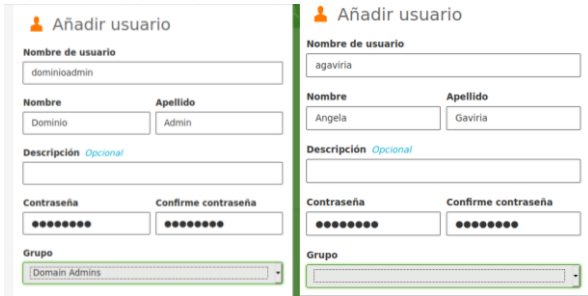 Añadir usuario
Nombre de usuario
dominioadmin
Nombre Apellido
Dominio Admin
Descripción Opcional
Contraseña Confirme contraseña
●●●●●●●● ●●●●●●●●
Grupo
Domain Admins
Añadir usuario
Nombre de usuario
agaviria
Nombre Apellido
Angela Gaviria
Descripción Opcional
Contraseña Confirme contraseña
●●●●●●●● ●●●●●●●●
Grupo